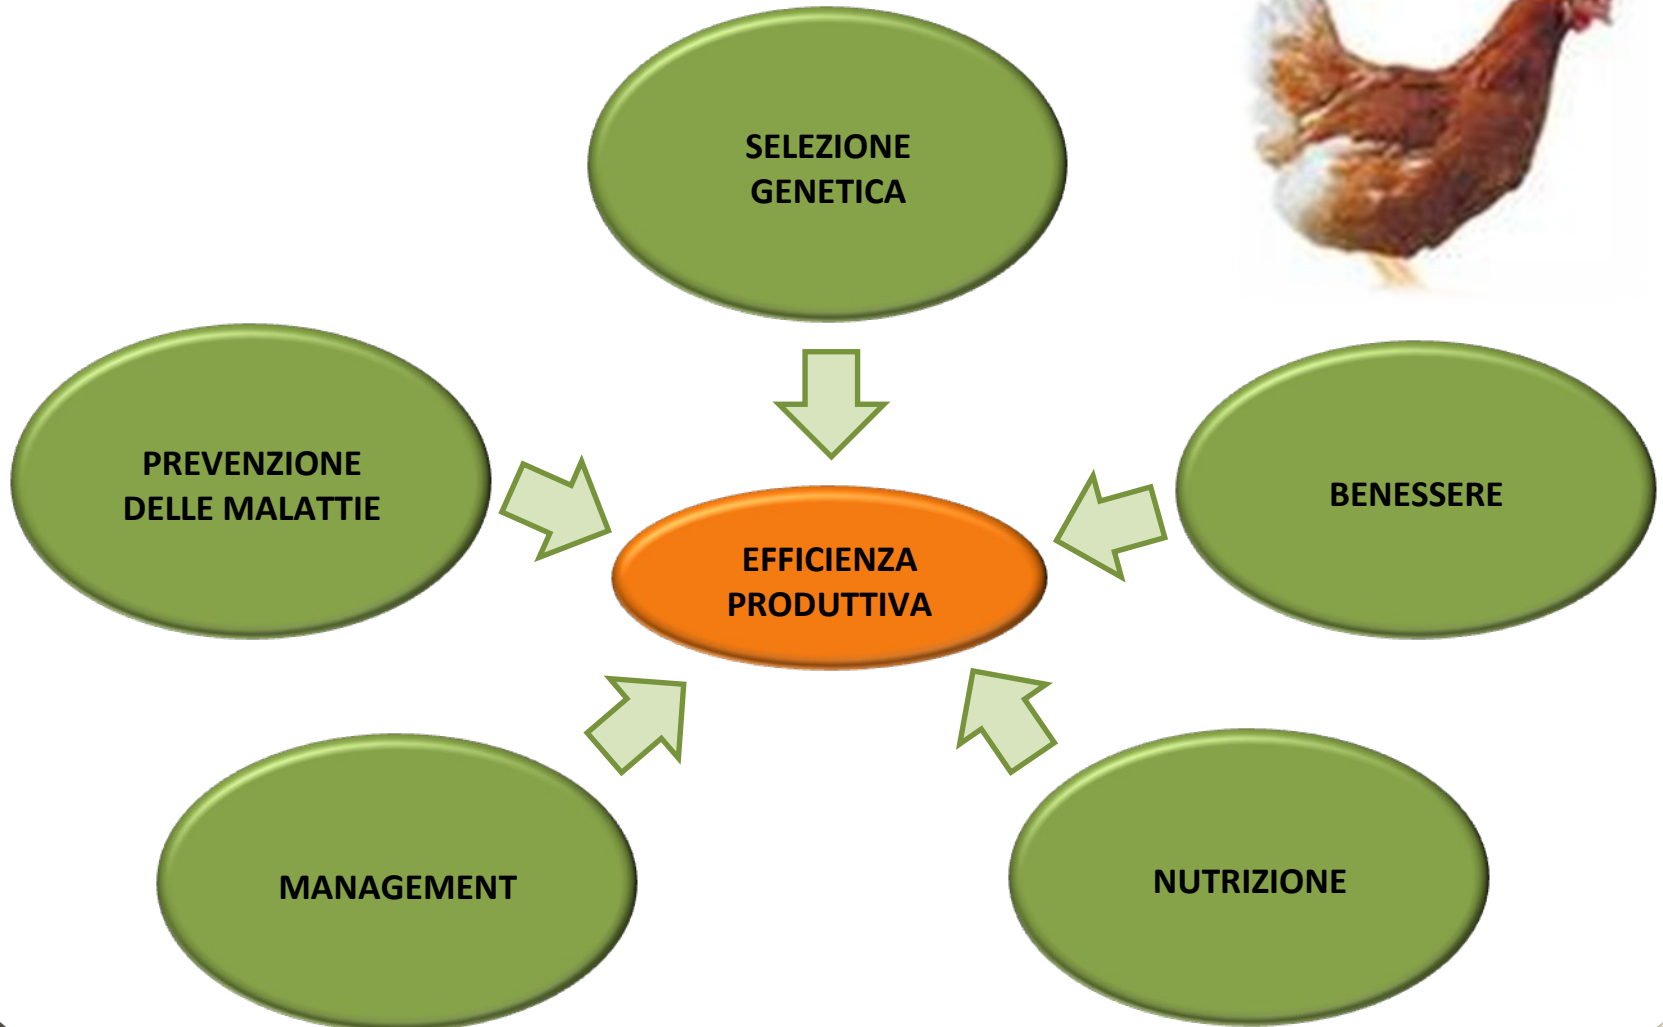 SELEZIONE
GENETICA
PREVENZIONE
DELLE MALATTIE
BENESSERE
EFFICIENZA
PRODUTTIVA
MANAGEMENT
NUTRIZIONE